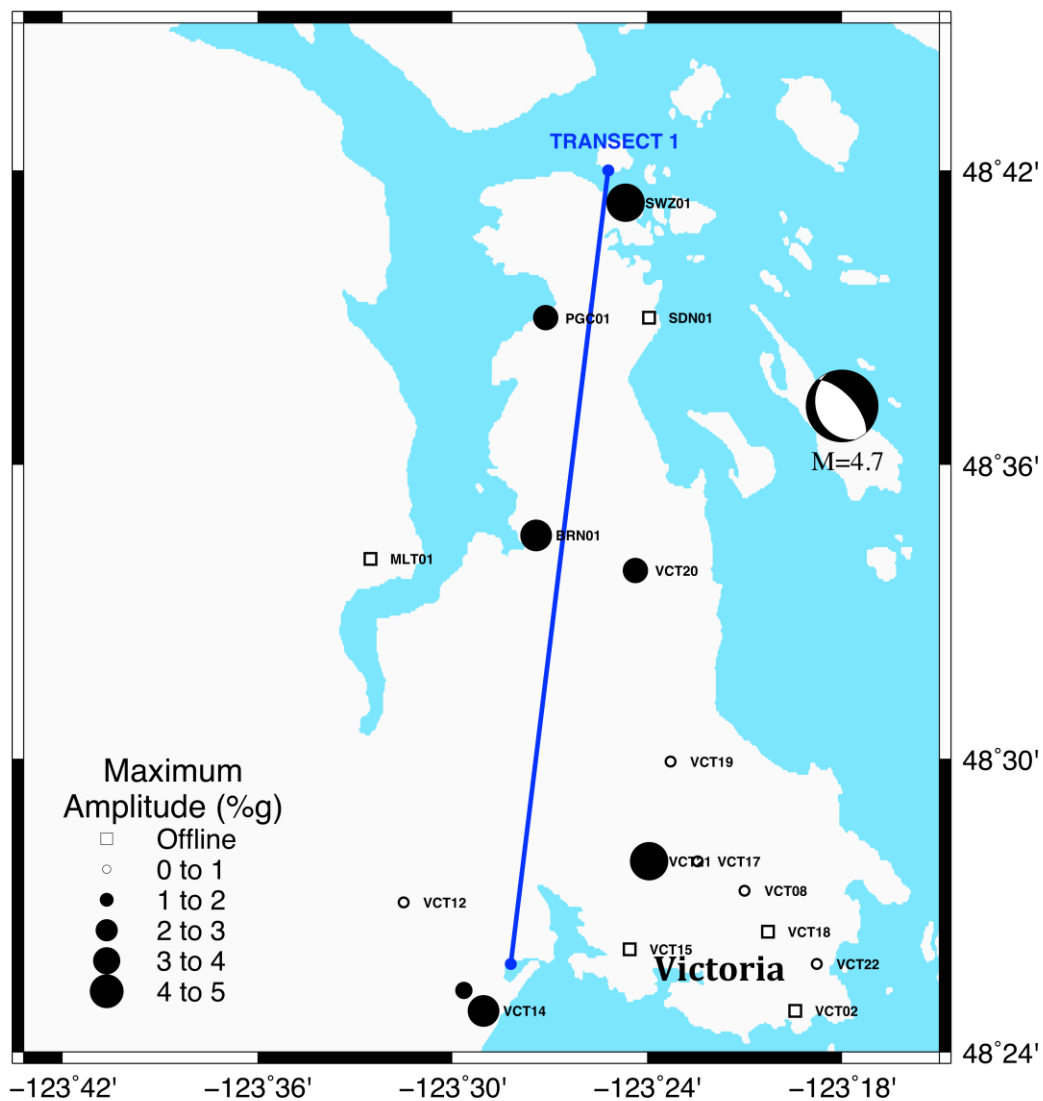 TRANSECT 1
48°42'
SWZ01
PGC01
SDN01
M=4.7
48°36'
BRN01
MLT01
VCT20
48°30'
VCT19
Maximum
Amplitude (%g)
Offline
0 to 1
1 to 2
2 to 3
3 to 4
4 to 5
VCT21
VCT17
VCT08
VCT12
VCT18
VCT15
Victoria
VCT22
VCT14
VCT02
48°24'
−123°42'
−123°36'
−123°30'
−123°24'
−123°18'